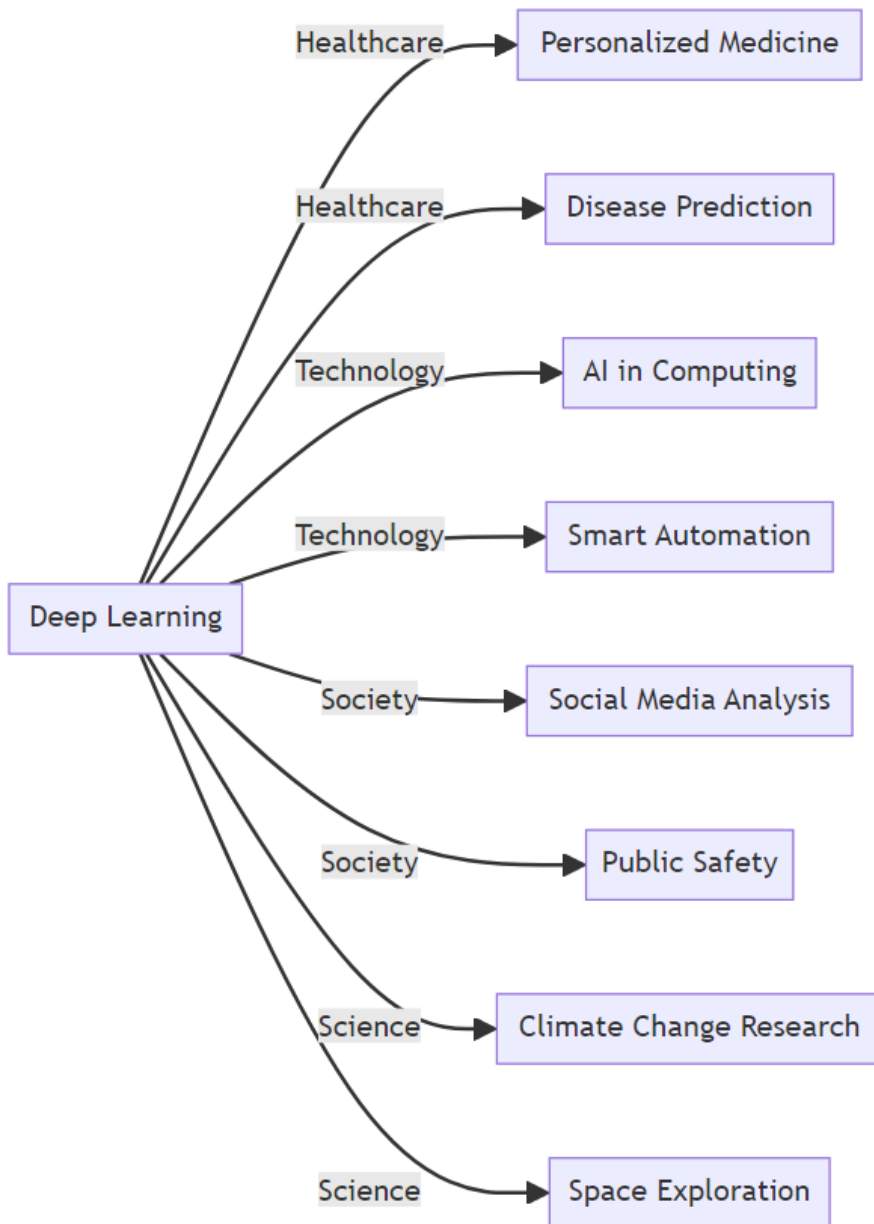 Healthcare
Personalized Medicine
Healthcare
Disease Prediction
Technology
AI in Computing
Technology
Smart Automation
Deep Learning
Society
Social Media Analysis
Society
Public Safety
Science
Climate Change Research
Science
Space Exploration